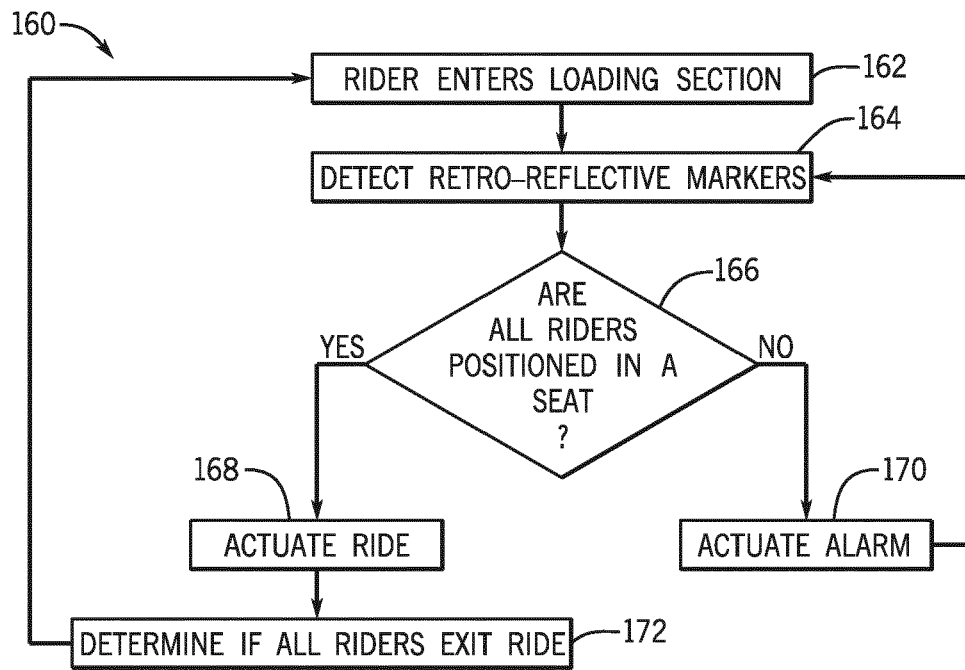 160
RIDER ENTERS LOADING SECTION
162
164
DETECT RETRO-REFLECTIVE MARKERS
166
ARE
ALL RIDERS
POSITIONED IN A
SEAT
?
YES
NO
168
170
ACTUATE RIDE
ACTUATE ALARM
DETERMINE IF ALL RIDERS EXIT RIDE
172